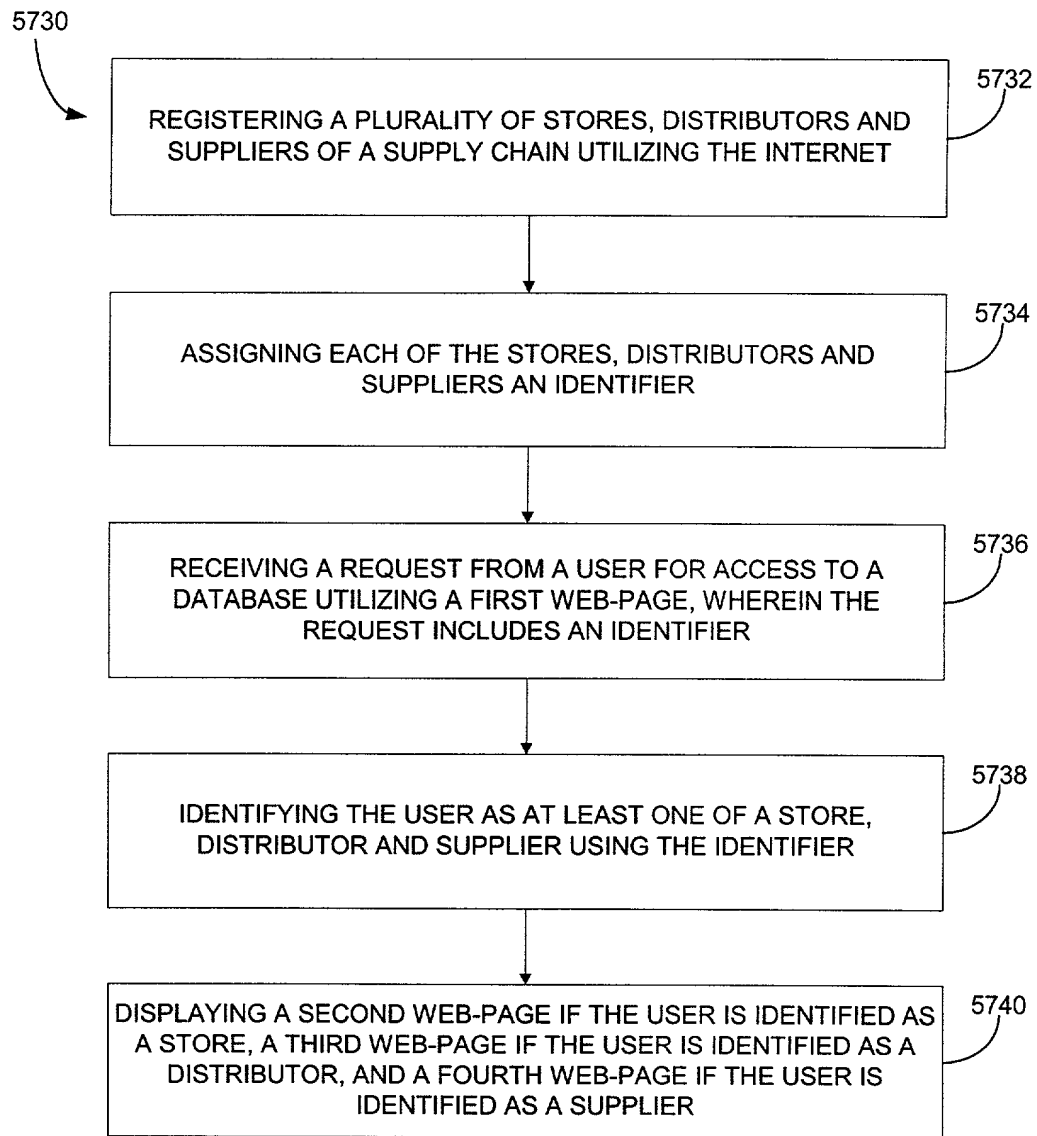 5730
5732
REGISTERING A PLURALITY OF STORES, DISTRIBUTORS AND
SUPPLIERS OF A SUPPLY CHAIN UTILIZING THE INTERNET
5734
ASSIGNING EACH OF THE STORES, DISTRIBUTORS AND
SUPPLIERS AN IDENTIFIER
5736
RECEIVING A REQUEST FROM A USER FOR ACCESS TO A
DATABASE UTILIZING A FIRST WEB-PAGE, WHEREIN THE
REQUEST INCLUDES AN IDENTIFIER
5738
IDENTIFYING THE USER AS AT LEAST ONE OF A STORE,
DISTRIBUTOR AND SUPPLIER USING THE IDENTIFIER
5740
DISPLAYING A SECOND WEB-PAGE IF THE USER IS IDENTIFIED AS
A STORE, A THIRD WEB-PAGE IF THE USER IS IDENTIFIED AS A
DISTRIBUTOR, AND A FOURTH WEB-PAGE IF THE USER IS
IDENTIFIED AS A SUPPLIER